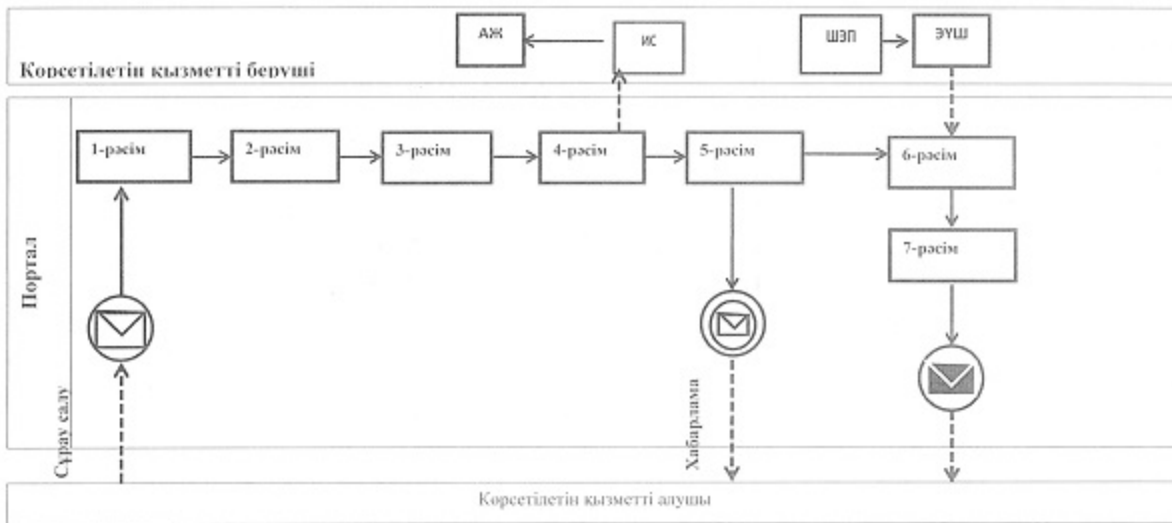 АЖ
ИС
ШЭП
ЭҮШ
Көрсетілетін қызметті беруші
Портал
1-рәсім
2-рәсім
3-рәсім
4-рәсім
5-рәсім
6-рәсім
7-рәсім
Сұрау салу
Хабарлама
Көрсетілетін қызметті алушы